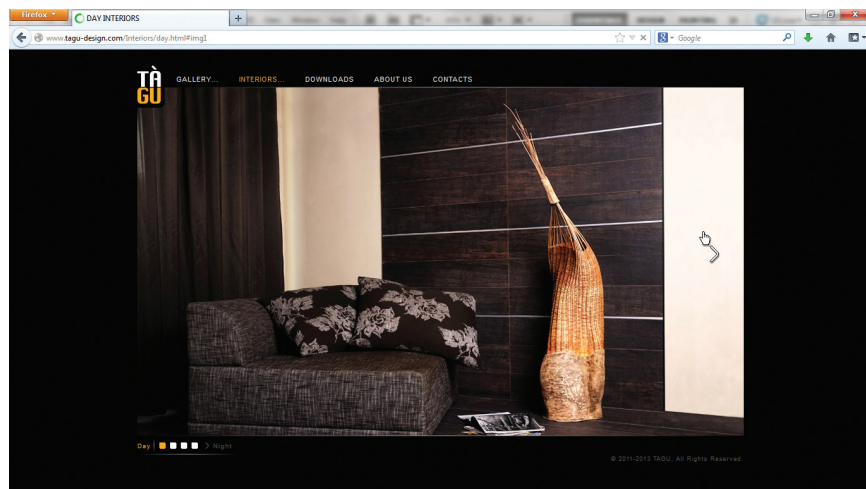 Firefox
DAY INTERIORS
www.tagu-design.com/Interiors/day.html#img1
Google
TÀ
GU
GALLERY... INTERIORS... DOWNLOADS ABOUT US CONTACTS
Day Night
© 2011-2013 TAGU. All Rights Reserved.